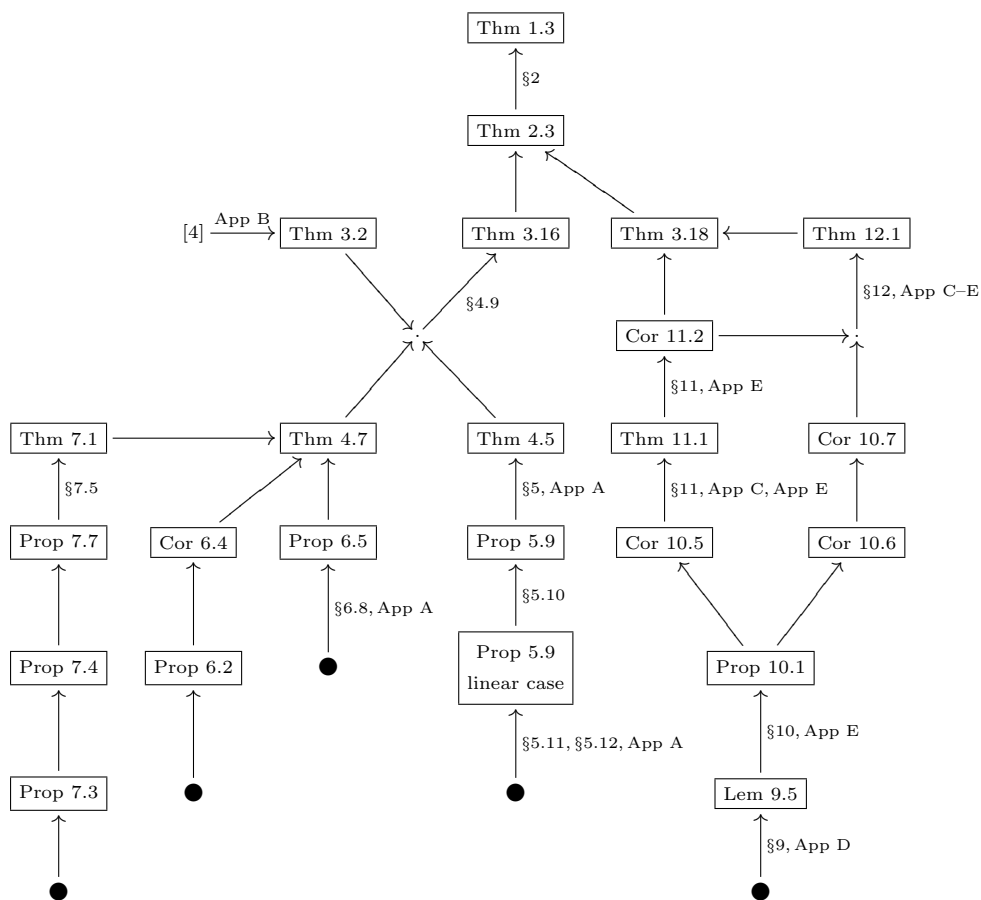 Thm 1.3
§2
Thm 2.3
[4]
App B
Thm 3.2
Thm 3.16
Thm 3.18
Thm 12.1
§4.9
§12, App C–E
Cor 11.2
§11, App E
Thm 7.1
Thm 4.7
Thm 4.5
Thm 11.1
Cor 10.7
§7.5
§5, App A
§11, App C, App E
Prop 7.7
Cor 6.4
Prop 6.5
Prop 5.9
Cor 10.5
Cor 10.6
§6.8, App A
§5.10
Prop 7.4
Prop 6.2
Prop 5.9
linear case
Prop 10.1
§5.11, §5.12, App A
§10, App E
Prop 7.3
Lem 9.5
§9, App D